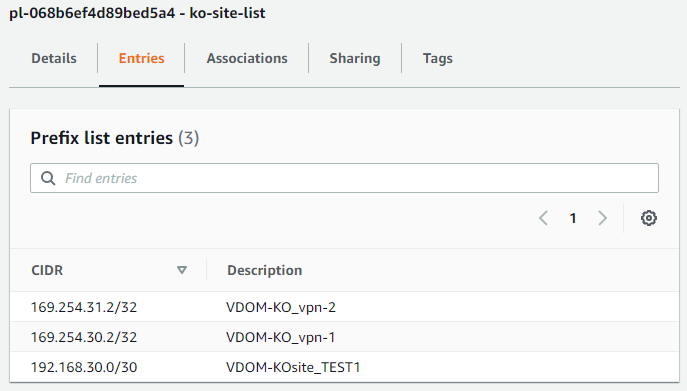 pl-068b6ef4d89bed5a4 - ko-site-list
Details Entries Associations Sharing Tags
Prefix list entries (3)
Find entries
1
CIDR Description
169.254.31.2/32 VDOM-KO_vpn-2
169.254.30.2/32 VDOM-KO_vpn-1
192.168.30.0/30 VDOM-KOsite_TEST1